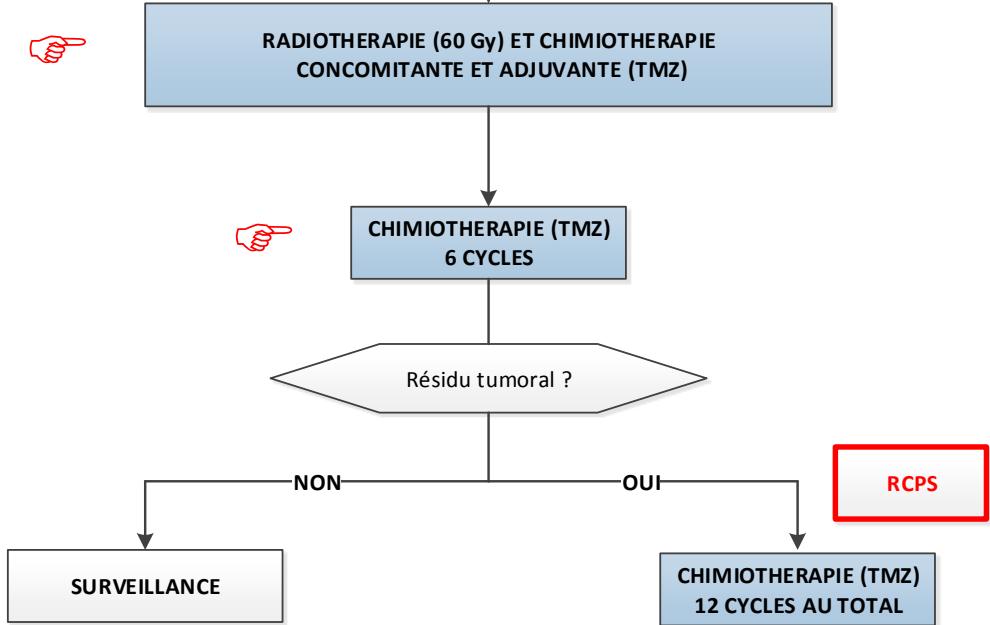 RADIOTHERAPIE (60 Gy) ET CHIMIOTHERAPIE
CONCOMITANTE ET ADJUVANTE (TMZ)
CHIMIOTHERAPIE (TMZ)
6 CYCLES
Résidu tumoral ?
NON
OUI
RCPS
SURVEILLANCE
CHIMIOTHERAPIE (TMZ)
12 CYCLES AU TOTAL